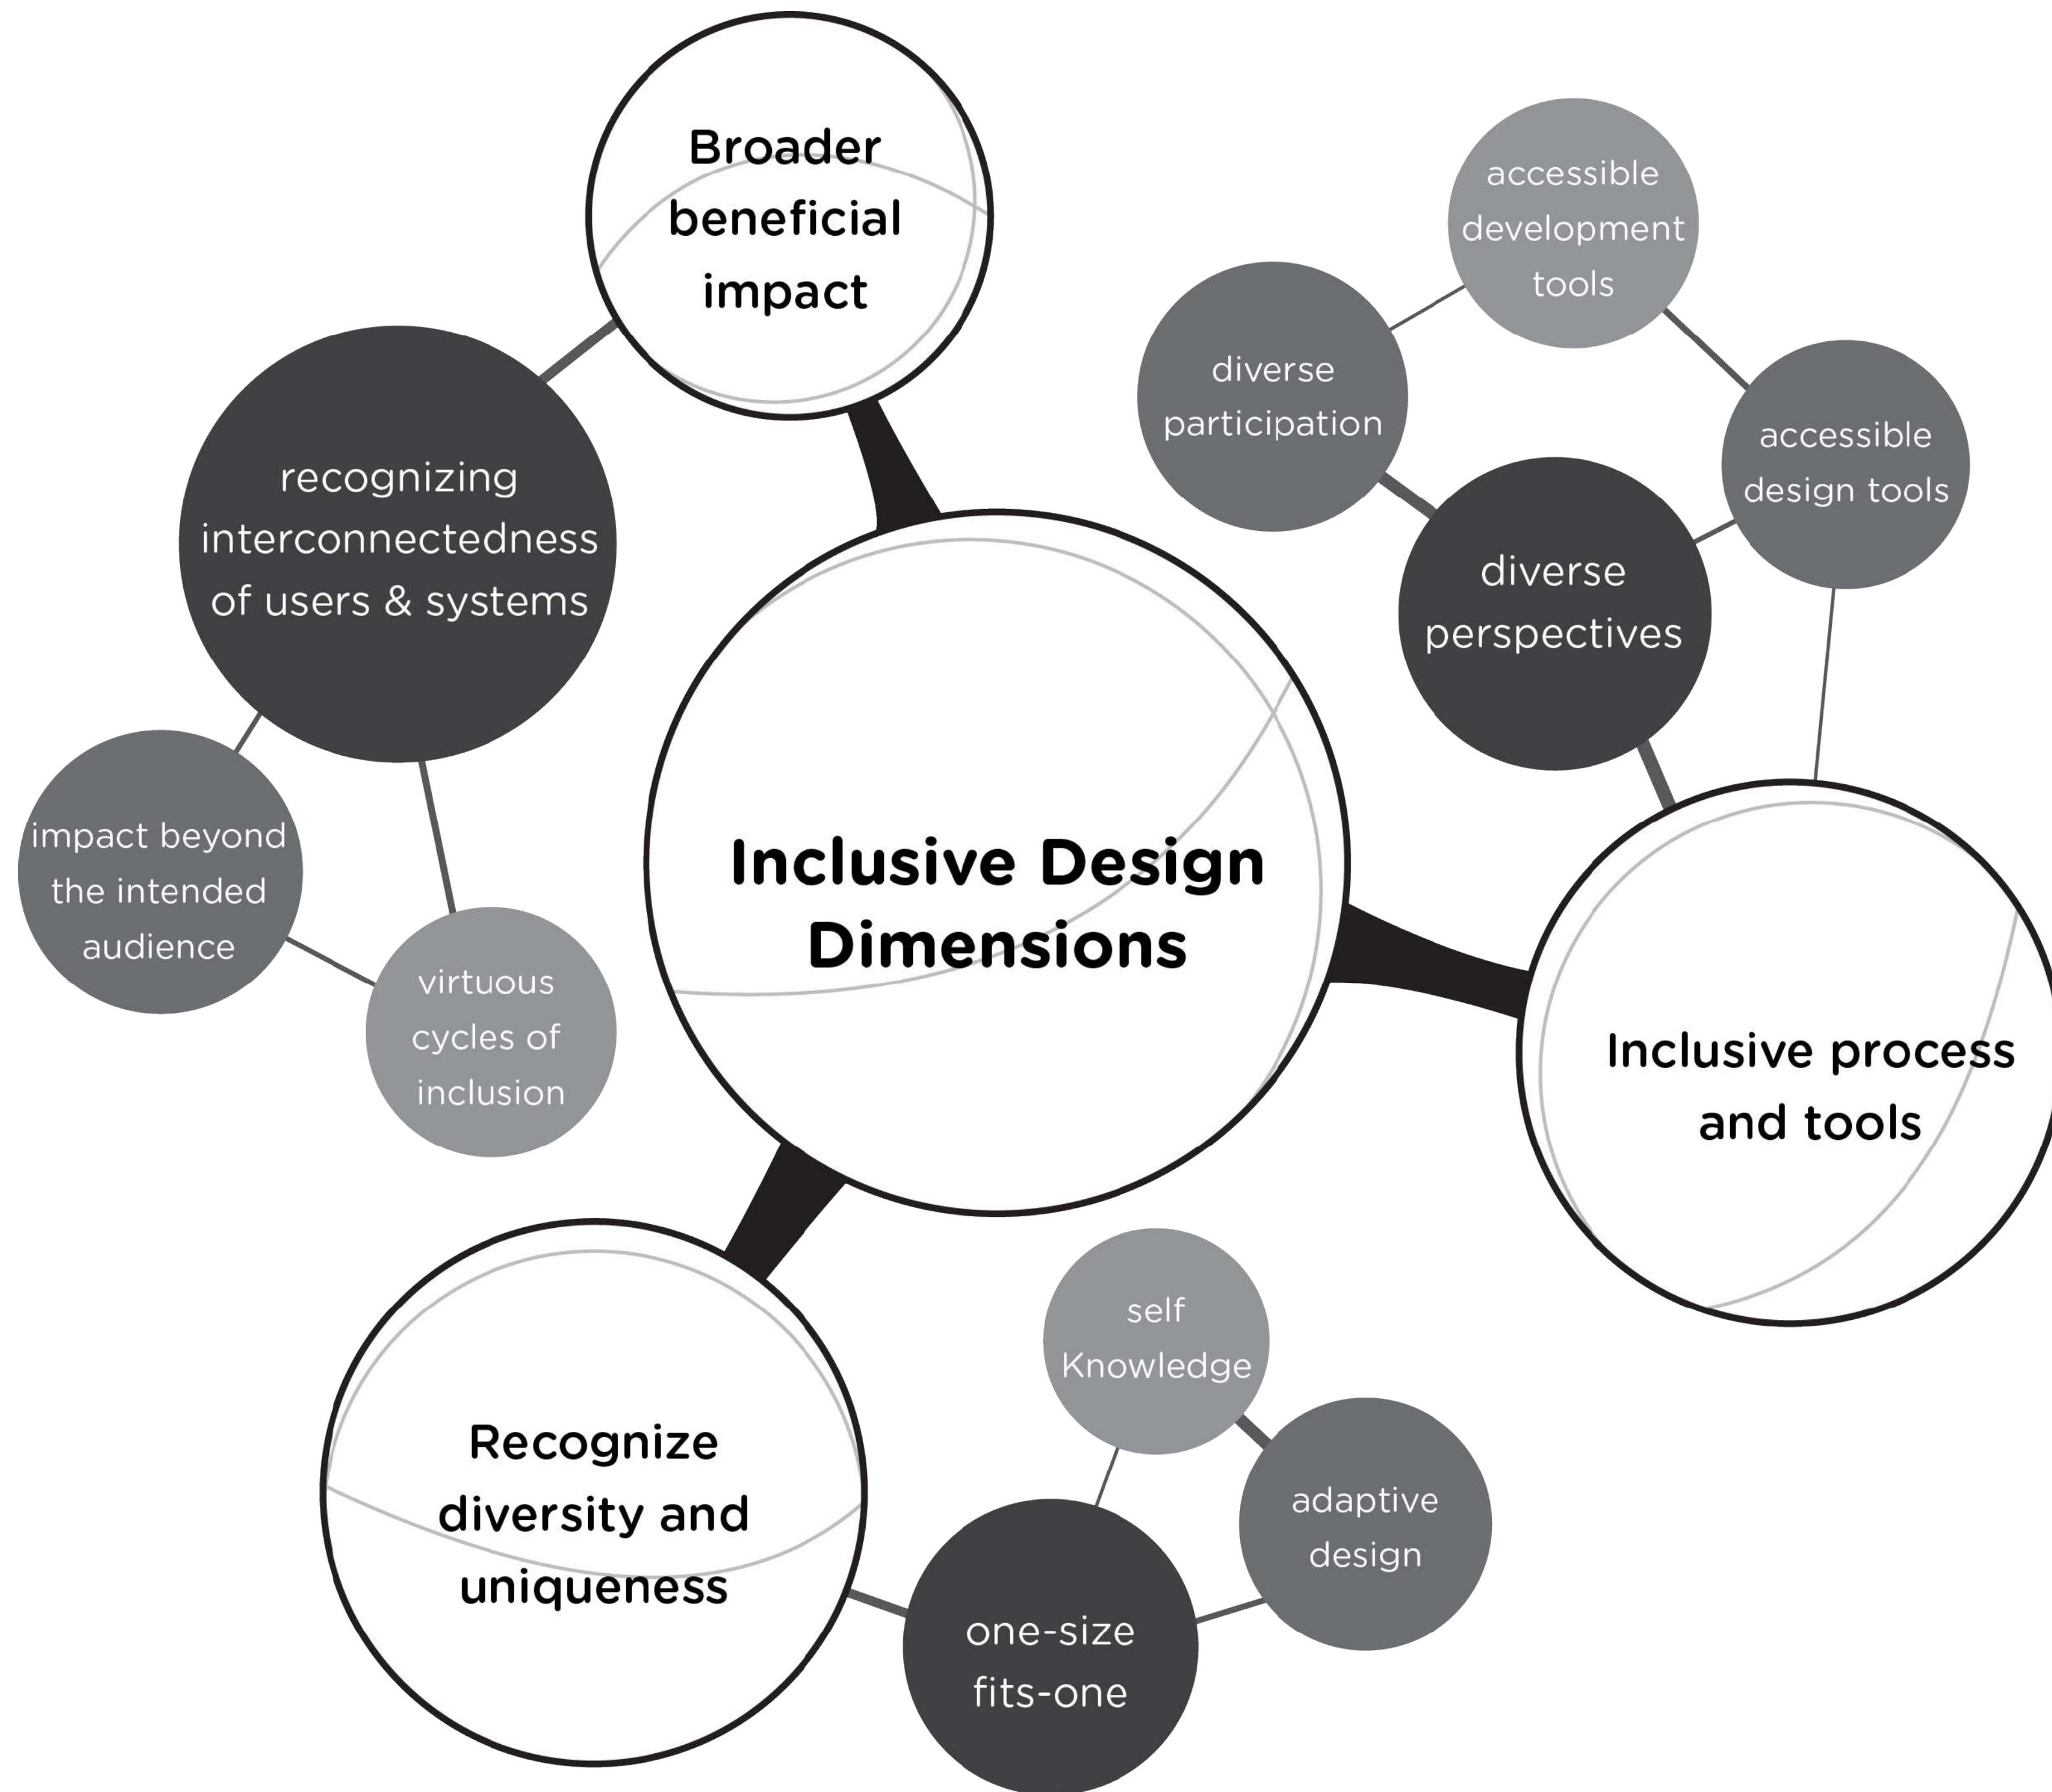 Broader
beneficial
impact
accessible
development
tools
diverse
participation
accessible
design tools
recognizing
interconnectedness
of users & systems
diverse
perspectives
impact beyond
the intended
audience
virtuous
cycles of
inclusion
Inclusive Design
Dimensions
Inclusive process
and tools
self
Knowledge
Recognize
diversity and
uniqueness
adaptive
design
one-size
fits-one